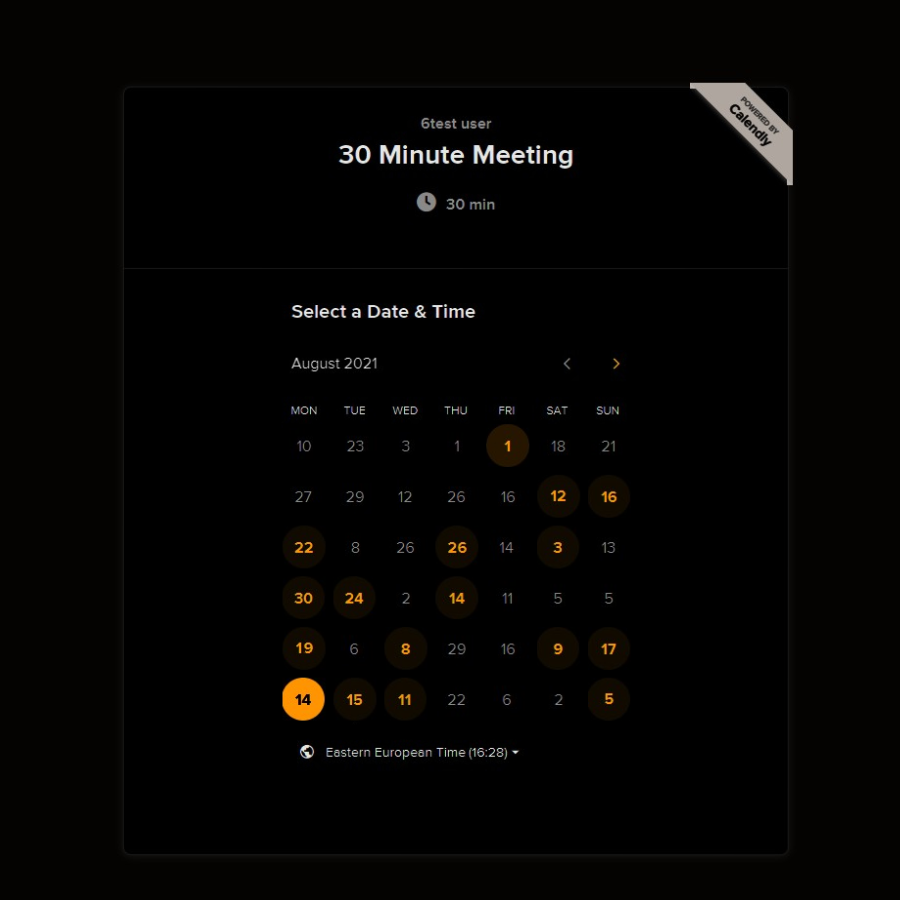 POWERED BY
Calendly
6test user
30 Minute Meeting
30 min
Select a Date & Time
August 2021
MON TUE WED THU FRI SAT SUN
10 23 3 1 1 18 21
27 29 12 26 16 12 16
22 8 26 26 14 3 13
30 24 2 14 11 5 5
19 6 8 29 16 9 17
14 15 11 22 6 2 5
Eastern European Time (16:28)